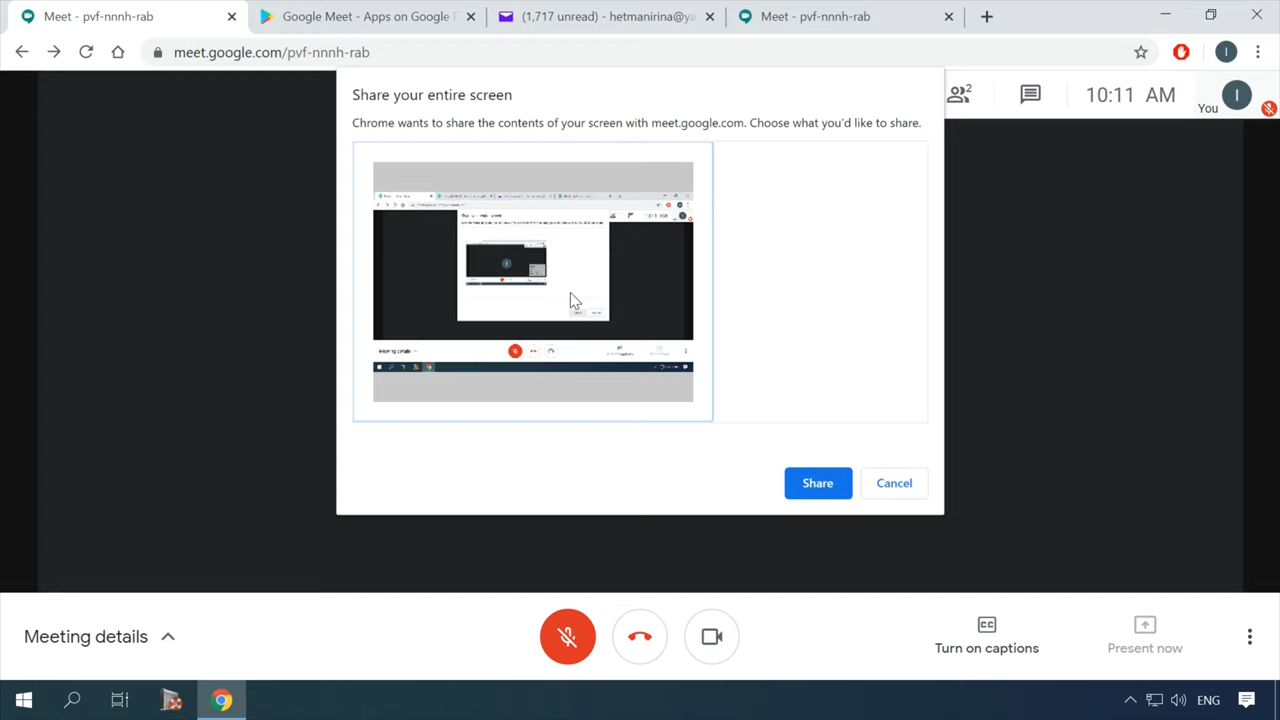 Meet - pvf-nnnh-rab
Google Meet - Apps on Google
(1,717 unread) - hetmanirina@ya
Meet - pvf-nnnh-rab
meet.google.com/pvf-nnnh-rab
Share your entire screen
Chrome wants to share the contents of your screen with meet.google.com. Choose what you'd like to share.
2
10:11 AM
You
I
I
Share
Cancel
Meeting details
CC
Turn on captions
Present now
ENG